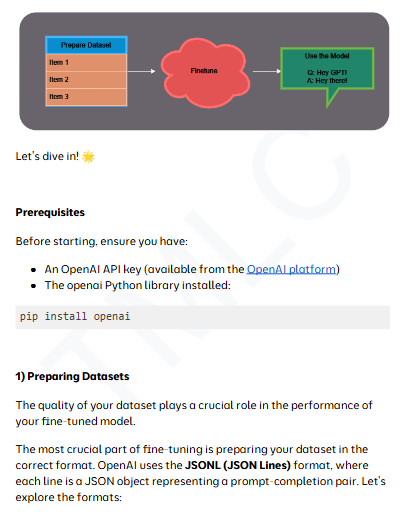 Prepare Dataset
Item 1
Item 2
Item 3
Finetune
Use the Model
Q: Hey GPT!
A: Hey there!
Let's dive in! 🌟
Prerequisites
Before starting, ensure you have:
• An OpenAI API key (available from the OpenAI platform)
• The openai Python library installed:
pip install openai
1) Preparing Datasets
The quality of your dataset plays a crucial role in the performance of
your fine-tuned model.
The most crucial part of fine-tuning is preparing your dataset in the
correct format. OpenAI uses the JSONL (JSON Lines) format, where
each line is a JSON object representing a prompt-completion pair. Let's
explore the formats:
TMLC